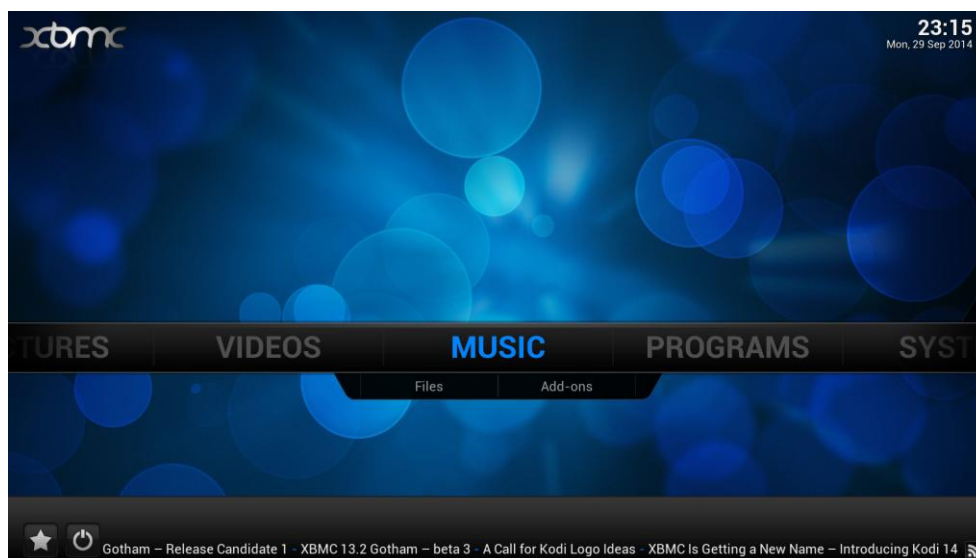 xbmc
23:15
Mon, 29 Sep 2014
TURES VIDEOS MUSIC PROGRAMS SYST
Files Add-ons
Gotham – Release Candidate 1 - XBMC 13.2 Gotham – beta 3 - A Call for Kodi Logo Ideas - XBMC Is Getting a New Name – Introducing Kodi 14